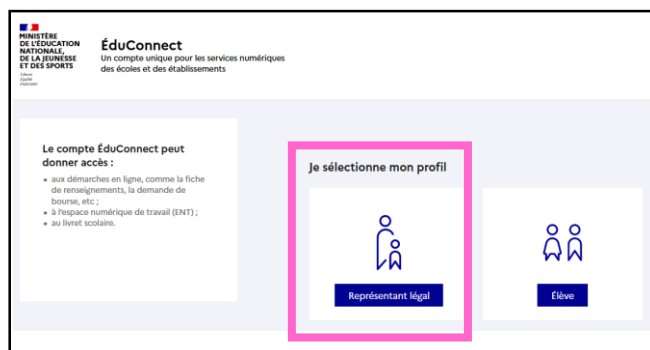 MINISTÈRE
DE L'ÉDUCATION
NATIONALE,
DE LA JEUNESSE
ET DES SPORTS
Liberté
Égalité
Fraternité
ÉduConnect
Un compte unique pour les services numériques
des écoles et des établissements
Le compte ÉduConnect peut
donner accès :
• aux démarches en ligne, comme la fiche
de renseignements, la demande de
bourse, etc ;
• à l'espace numérique de travail (ENT) ;
• au livret scolaire.
Je sélectionne mon profil
Représentant légal
Élève